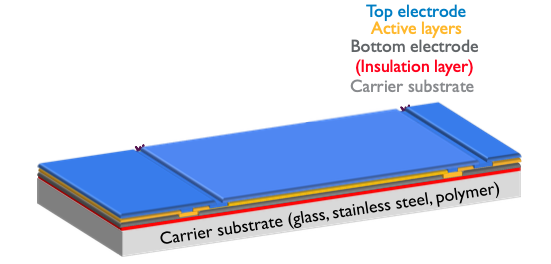 Top electrode
Active layers
Bottom electrode
(Insulation layer)
Carrier substrate
Carrier substrate (glass, stainless steel, polymer)